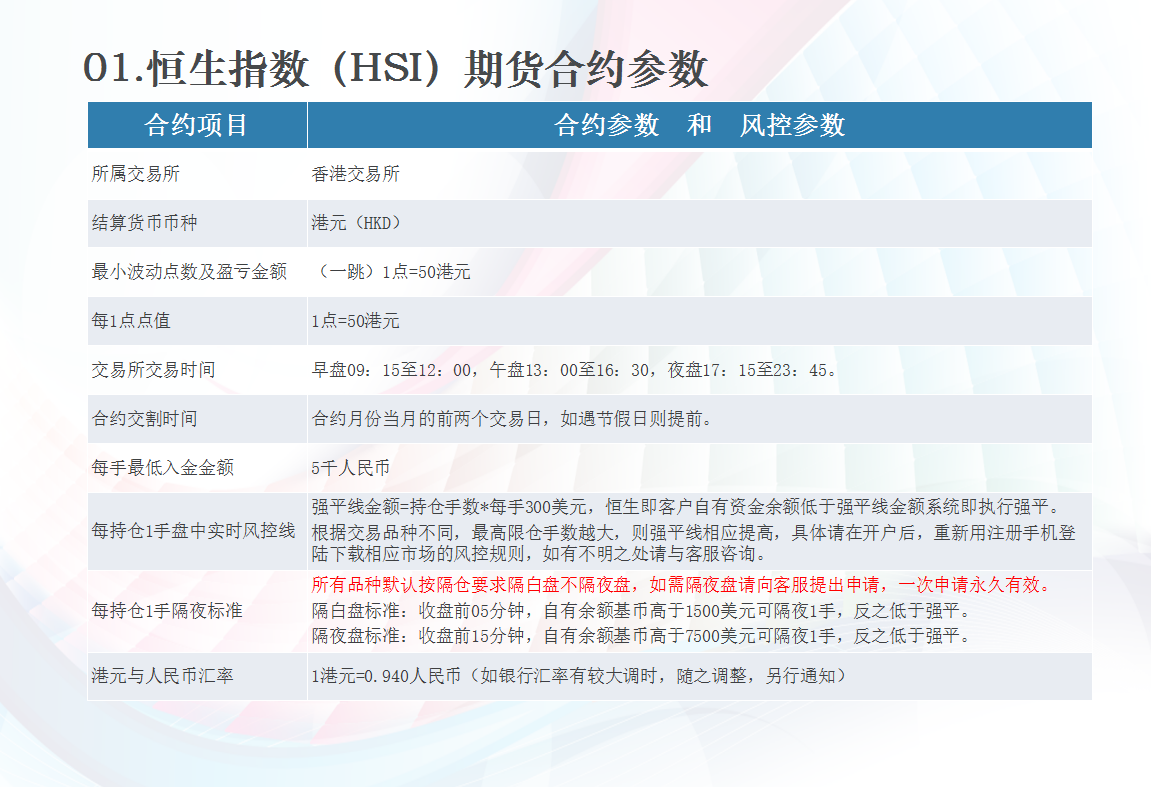 01.恒生指数（HSI）期货合约参数
合约项目 合约参数 和 风控参数
所属交易所 香港交易所
结算货币币种 港元（HKD）
最小波动点数及盈亏金额 （一跳）1点=50港元
每1点点值 1点=50港元
交易所交易时间 早盘09：15至12：00，午盘13：00至16：30，夜盘17：15至23：45。
合约交割时间 合约月份当月的前两个交易日，如遇节假日则提前。
每手最低入金金额 5千人民币
每持仓1手盘中实时风控线
强平线金额=持仓手数*每手300美元，恒生即客户自有资金余额低于强平线金额系统即执行强平。
根据交易品种不同，最高限仓手数越大，则强平线相应提高，具体请在开户后，重新用注册手机登
陆下载相应市场的风控规则，如有不明之处请与客服咨询。
每持仓1手隔夜标准
所有品种默认按隔仓要求隔白盘不隔夜盘，如需隔夜盘请向客服提出申请，一次申请永久有效。
隔白盘标准：收盘前05分钟，自有余额基币高于1500美元可隔夜1手，反之低于强平。
隔夜盘标准：收盘前15分钟，自有余额基币高于7500美元可隔夜1手，反之低于强平。
港元与人民币汇率 1港元=0.940人民币（如银行汇率有较大调时，随之调整，另行通知）